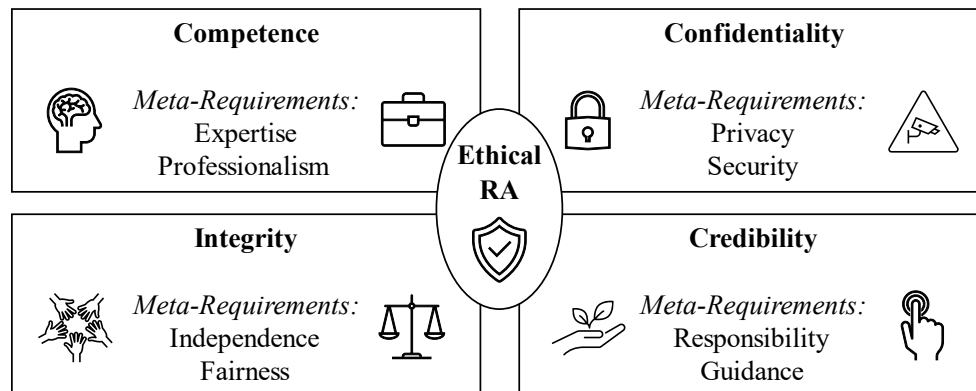 Competence
Meta-Requirements:
Expertise
Professionalism
Confidentiality
Meta-Requirements:
Privacy
Security
Ethical
RA
Integrity
Meta-Requirements:
Independence
Fairness
Credibility
Meta-Requirements:
Responsibility
Guidance